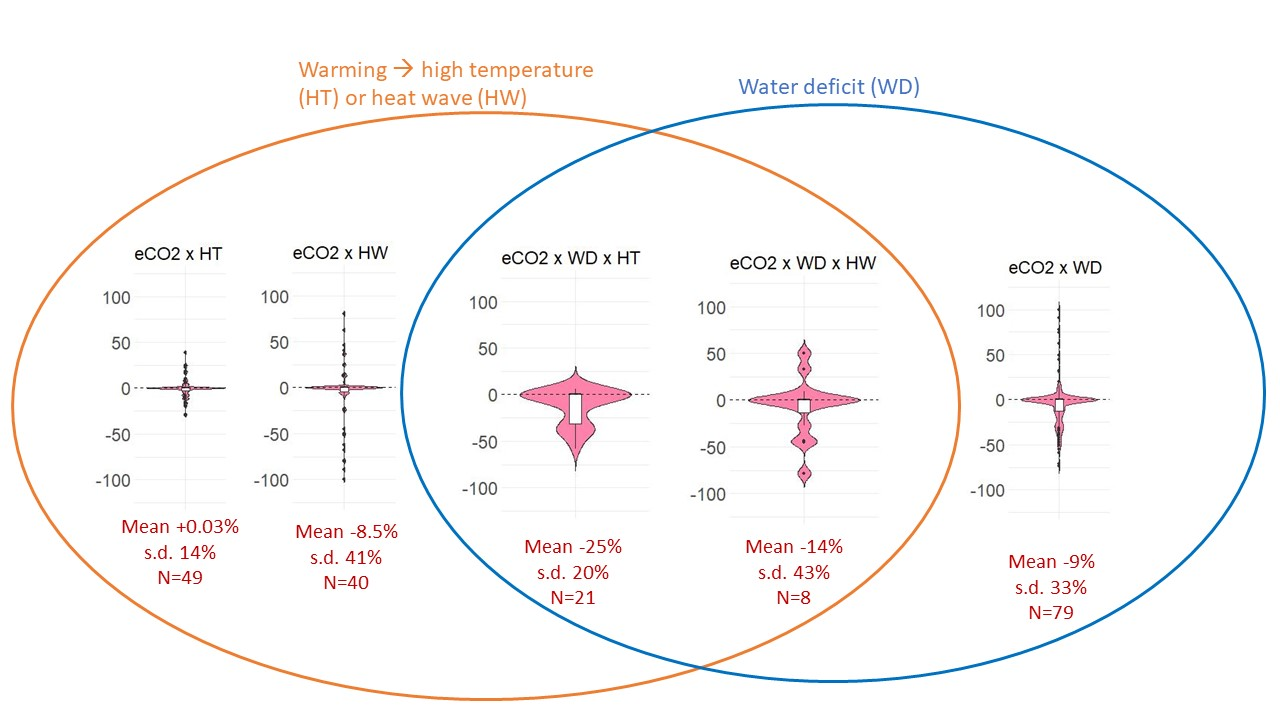 Warming → high temperature
(HT) or heat wave (HW)
Water deficit (WD)
eCO2 x HT
100
50
0
-50
-100
Mean +0.03%
s.d. 14%
N=49
eCO2 x HW
100
50
0
-50
-100
Mean -8.5%
s.d. 41%
N=40
eCO2 x WD x HT
100
50
0
-50
-100
Mean -25%
s.d. 20%
N=21
eCO2 x WD x HW
100
50
0
-50
-100
Mean -14%
s.d. 43%
N=8
eCO2 x WD
100
50
0
-50
-100
Mean -9%
s.d. 33%
N=79